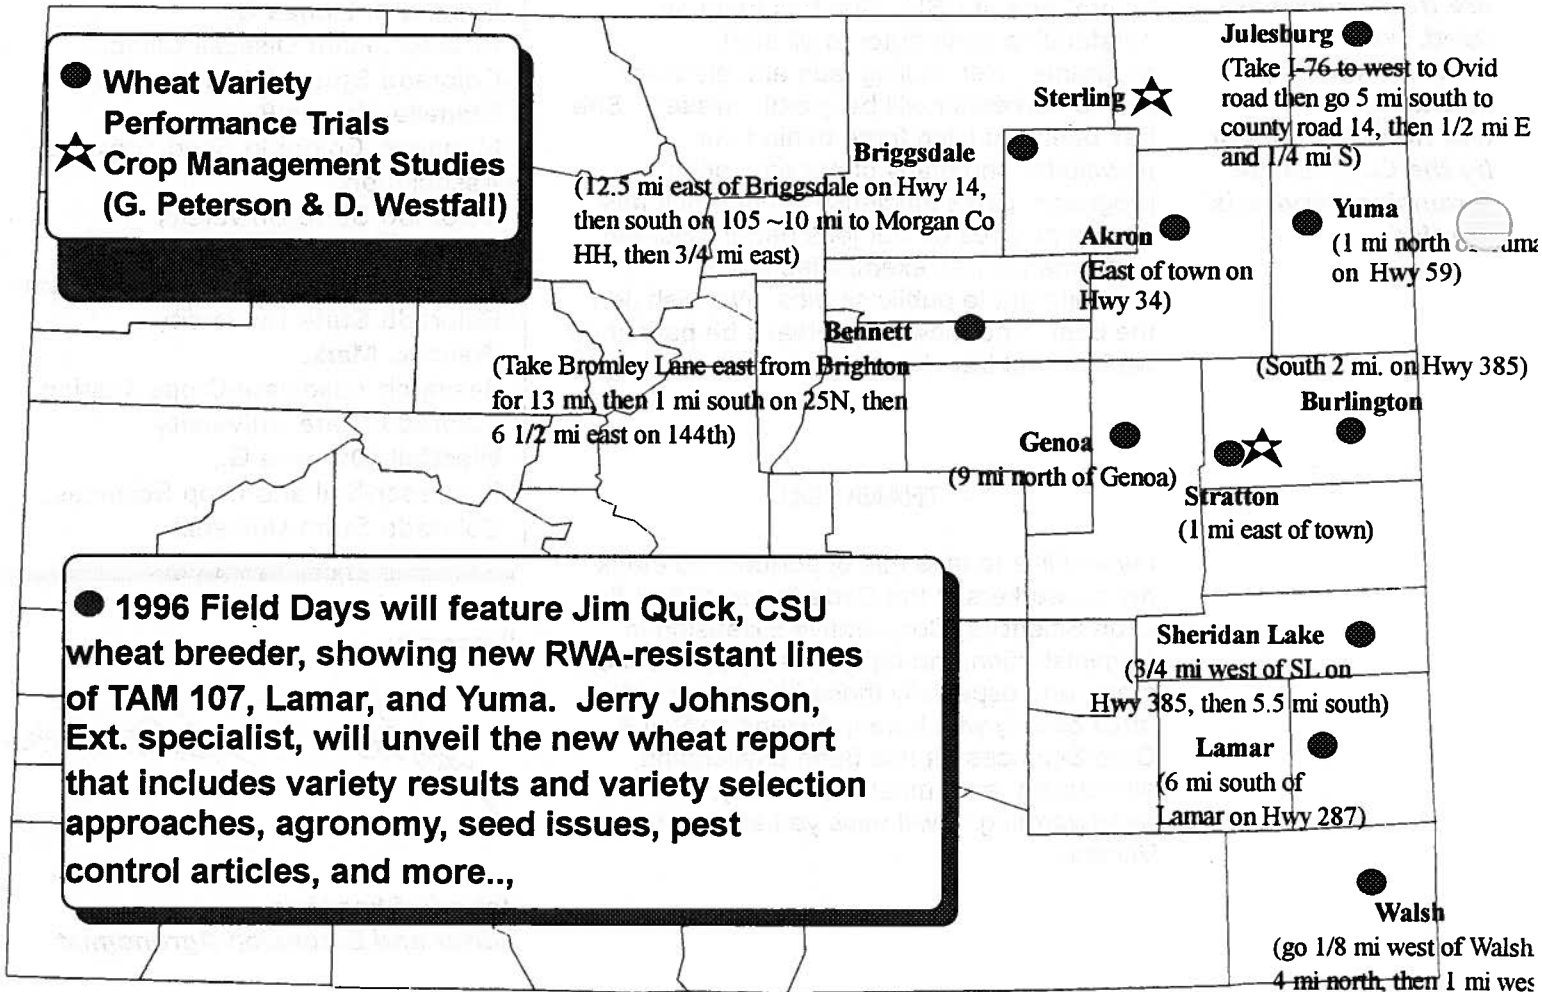 Wheat Variety
Performance Trials
Crop Management Studies
(G. Peterson & D. Westfall)
Julesburg
(Take I-76 to west to Ovid
road then go 5 mi south to
county road 14, then 1/2 mi E
and 1/4 mi S)
Sterling
Briggsdale
(12.5 mi east of Briggsdale on Hwy 14,
then south on 105 ~10 mi to Morgan Co
HH, then 3/4 mi east)
Akron
(East of town on
Hwy 34)
Yuma
(1 mi north
on Hwy 59)
Bennett
(Take Bromley Lane east from Brighton
for 13 mi, then 1 mi south on 25N, then
6 1/2 mi east on 144th)
(South 2 mi. on Hwy 385)
Burlington
Genoa
(9 mi north of Genoa)
Stratton
(1 mi east of town)
1996 Field Days will feature Jim Quick, CSU
wheat breeder, showing new RWA-resistant lines
of TAM 107, Lamar, and Yuma. Jerry Johnson,
Ext. specialist, will unveil the new wheat report
that includes variety results and variety selection
approaches, agronomy, seed issues, pest
control articles, and more..,
Sheridan Lake
(3/4 mi west of SL on
Hwy 385, then 5.5 mi south)
Lamar
(6 mi south of
Lamar on Hwy 287)
Walsh
(go 1/8 mi west of Walsh
4 mi north, then 1 mi wes